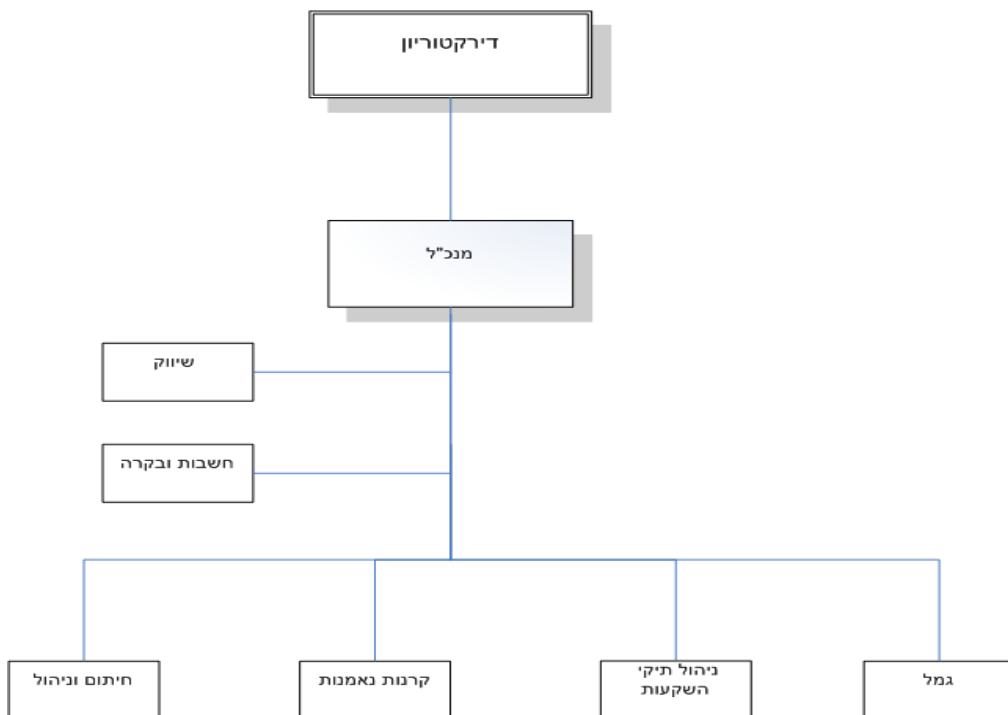 דירקטוריון
מנכ"ל
שיווק
חשבות ובקרה
גמל
ניהול תיקי
השקעות
קרנות נאמנות
חיתום וניהול